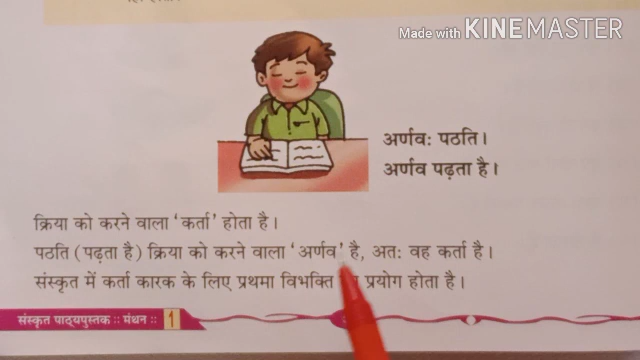 Made with KINEMASTER
अर्णवः पठति।
अर्णव पढ़ता है।
क्रिया को करने वाला 'कर्ता' होता है।
पठति (पढ़ता है) क्रिया को करने वाला 'अर्णव' है, अतः वह कर्ता है।
संस्कृत में कर्ता कारक के लिए प्रथमा विभक्ति प्रयोग होता है।
संस्कृत पाठ्यपुस्तक :: मंथन :: 1